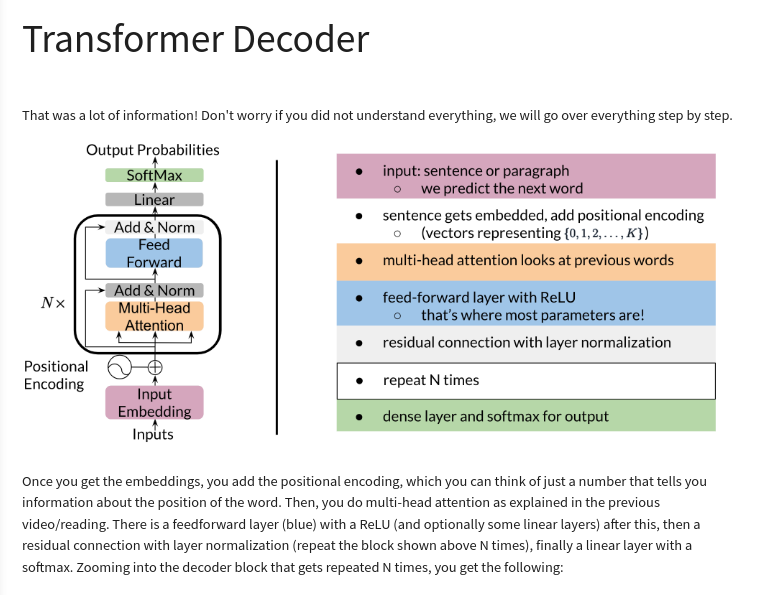 Transformer Decoder
That was a lot of information! Don't worry if you did not understand everything, we will go over everything step by step.
Output Probabilities
SoftMax
Linear
Add & Norm
Feed
Forward
Add & Norm
N×
Multi-Head
Attention
Positional
Encoding
Input
Embedding
Inputs
● input: sentence or paragraph
○ we predict the next word
● sentence gets embedded, add positional encoding
○ (vectors representing {0, 1, 2, . . . , K})
● multi-head attention looks at previous words
● feed-forward layer with ReLU
○ that's where most parameters are!
● residual connection with layer normalization
● repeat N times
● dense layer and softmax for output
Once you get the embeddings, you add the positional encoding, which you can think of just a number that tells you
information about the position of the word. Then, you do multi-head attention as explained in the previous
video/reading. There is a feedforward layer (blue) with a ReLU (and optionally some linear layers) after this, then a
residual connection with layer normalization (repeat the block shown above N times), finally a linear layer with a
softmax. Zooming into the decoder block that gets repeated N times, you get the following: